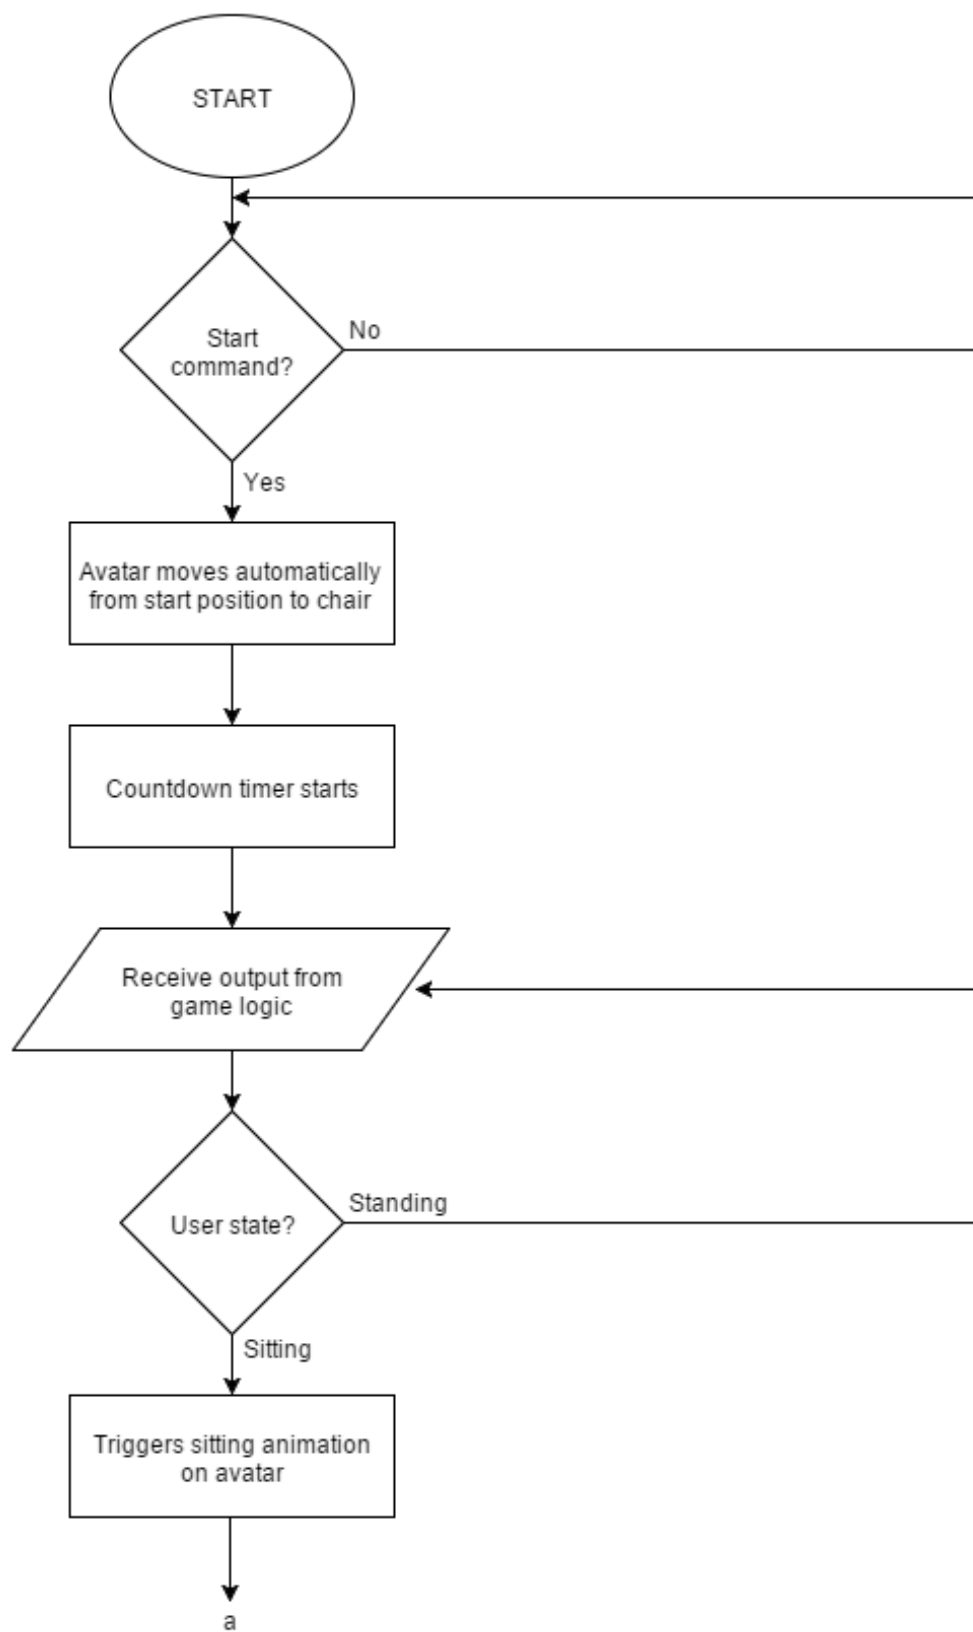 START
Start
command?
No
Yes
Avatar moves automatically
from start position to chair
Countdown timer starts
Receive output from
game logic
User state?
Standing
Sitting
Triggers sitting animation
on avatar
a